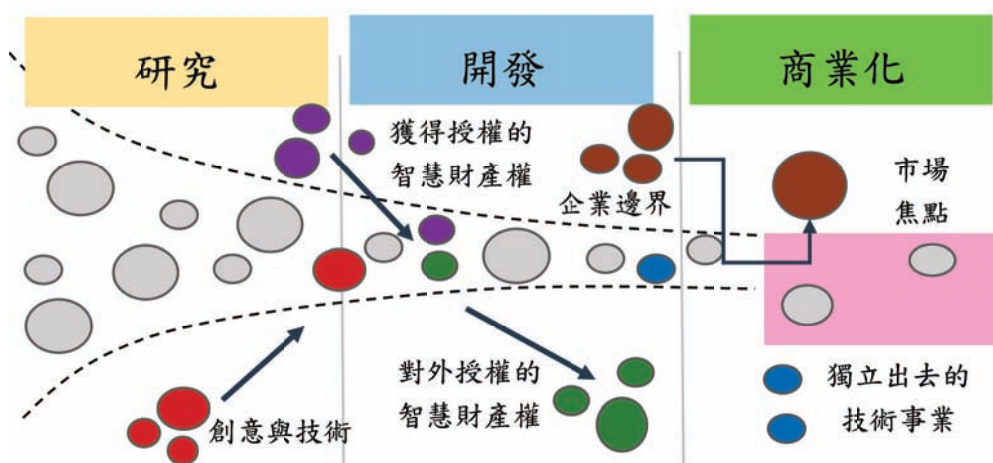 研究
開發
商業化
獲得授權的
智慧財產權
企業邊界
市場
焦點
創意與技術
對外授權的
智慧財產權
獨立出去的
技術事業